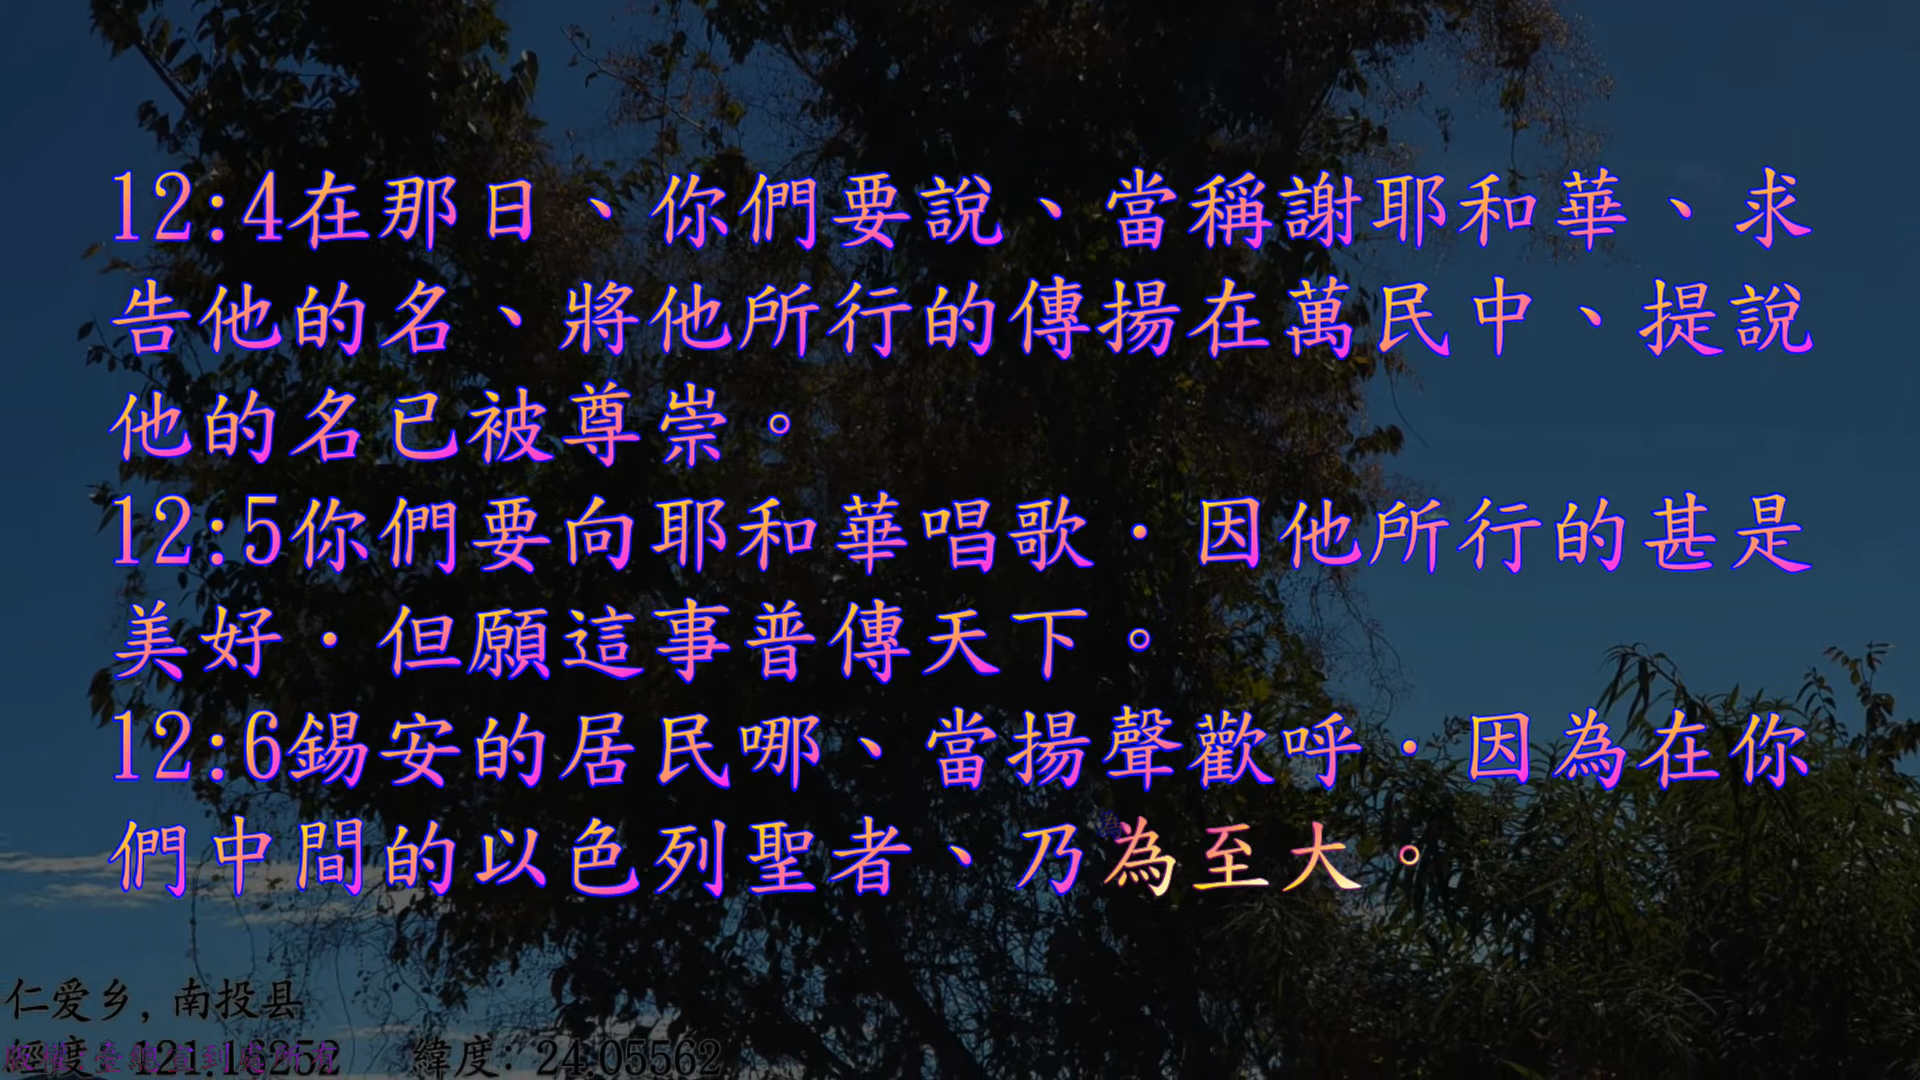 12:4在那日、你們要說、當稱謝耶和華、求
告他的名、將他所行的傳揚在萬民中、提說
他的名已被尊崇。
12:5你們要向耶和華唱歌．因他所行的甚是
美好．但願這事普傳天下。
12:6錫安的居民哪、當揚聲歡呼．因為在你
們中間的以色列聖者、乃為至大。
仁爱乡, 南投县
緯度: 24.05562